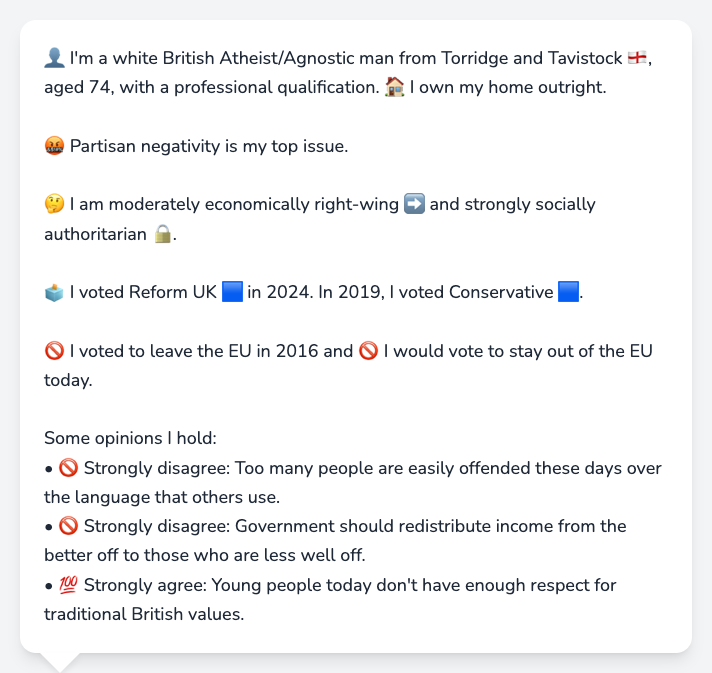 👤 I'm a white British Atheist/Agnostic man from Torridge and Tavistock 🏴󠁧󠁢󠁥󠁮󠁧󠁿,
aged 74, with a professional qualification. 🏠 I own my home outright.
🤬 Partisan negativity is my top issue.
🤔 I am moderately economically right-wing ➡️ and strongly socially
authoritarian 🔒.
🗳️ I voted Reform UK 🟦 in 2024. In 2019, I voted Conservative 🟦.
🚫 I voted to leave the EU in 2016 and 🚫 I would vote to stay out of the EU
today.
Some opinions I hold:
• 🚫 Strongly disagree: Too many people are easily offended these days over
the language that others use.
• 🚫 Strongly disagree: Government should redistribute income from the
better off to those who are less well off.
• 💯 Strongly agree: Young people today don't have enough respect for
traditional British values.